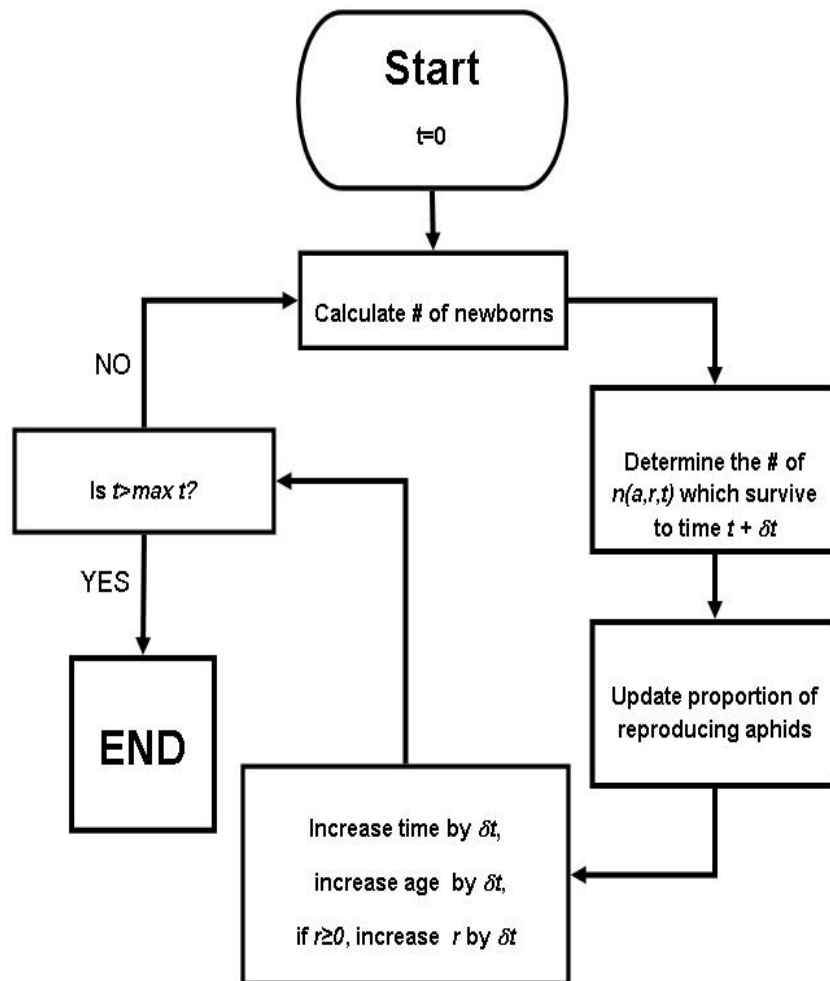 Start
t=0
Calculate # of newborns
NO
Determine the # of
n(a,r,t) which survive
to time t + δt
Is t>max t?
YES
Update proportion of
reproducing aphids
END
Increase time by δt,
increase age by δt,
if r≥0, increase r by δt